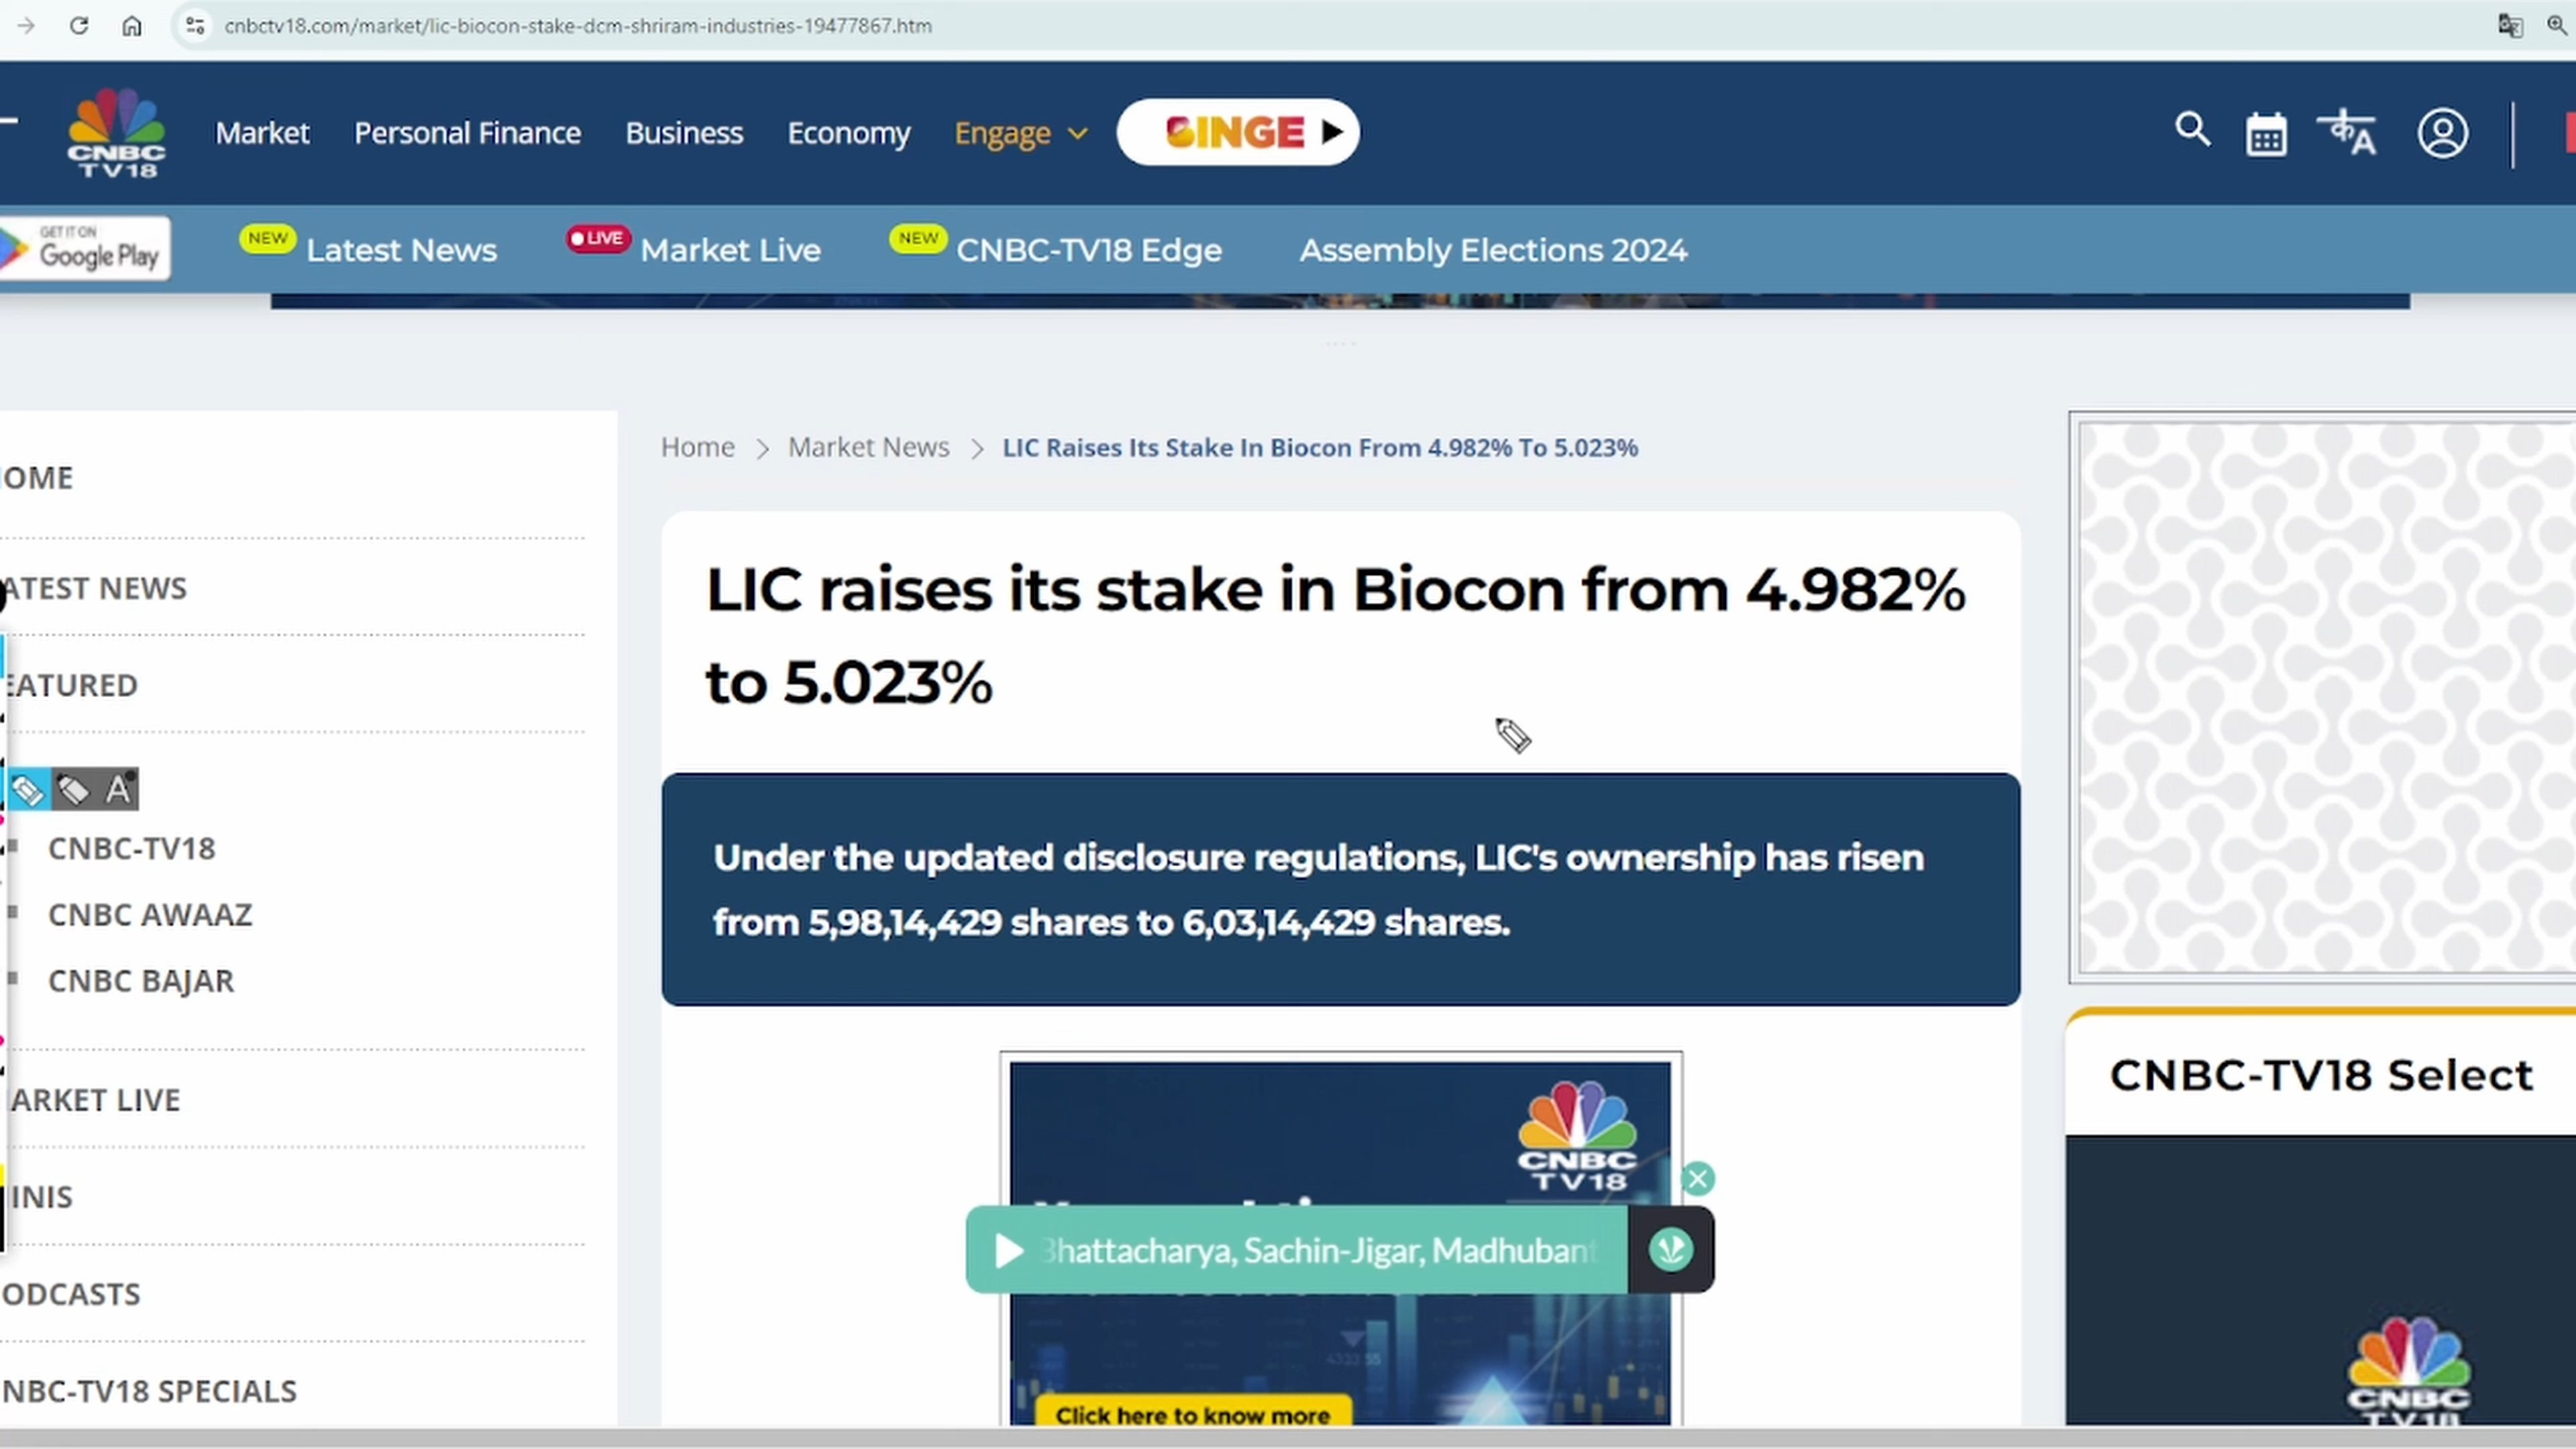 cnbctv18.com/market/lic-biocon-stake-dcm-shriram-industries-19477867.htm
CNBC
TV18
Market
Personal Finance
Business
Economy
Engage
BINGE
GET IT ON
Google Play
NEW
Latest News
LIVE
Market Live
NEW
CNBC-TV18 Edge
Assembly Elections 2024
OME
ATEST NEWS
EATURED
A
CNBC-TV18
CNBC AWAAZ
CNBC BAJAR
ARKET LIVE
INIS
ODCASTS
NBC-TV18 SPECIALS
Home > Market News > LIC Raises Its Stake In Biocon From 4.982% To 5.023%
LIC raises its stake in Biocon from 4.982%
to 5.023%
Under the updated disclosure regulations, LIC's ownership has risen
from 5,98,14,429 shares to 6,03,14,429 shares.
CNBC
TV18
Bhattacharya, Sachin-Jigar, Madhubant
Click here to know more
CNBC-TV18 Select
CNBC
TV18